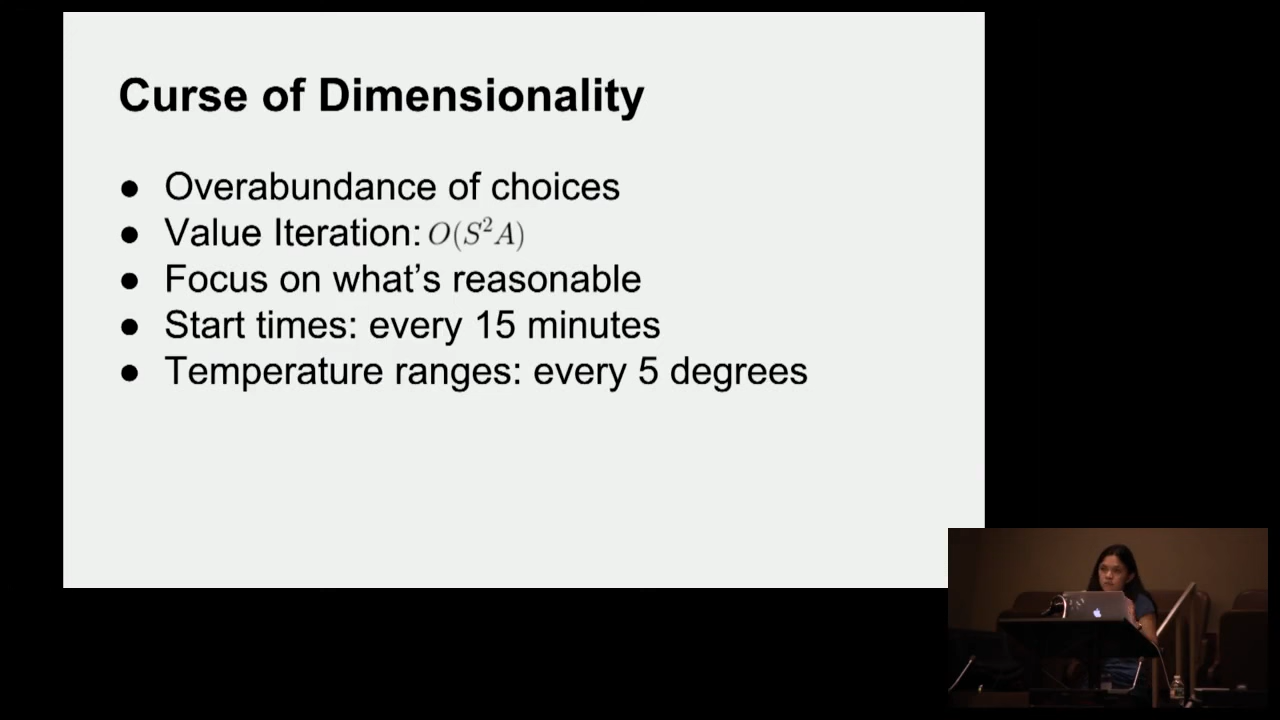 Curse of Dimensionality
● Overabundance of choices
● Value Iteration: O(S²A)
● Focus on what’s reasonable
● Start times: every 15 minutes
● Temperature ranges: every 5 degrees